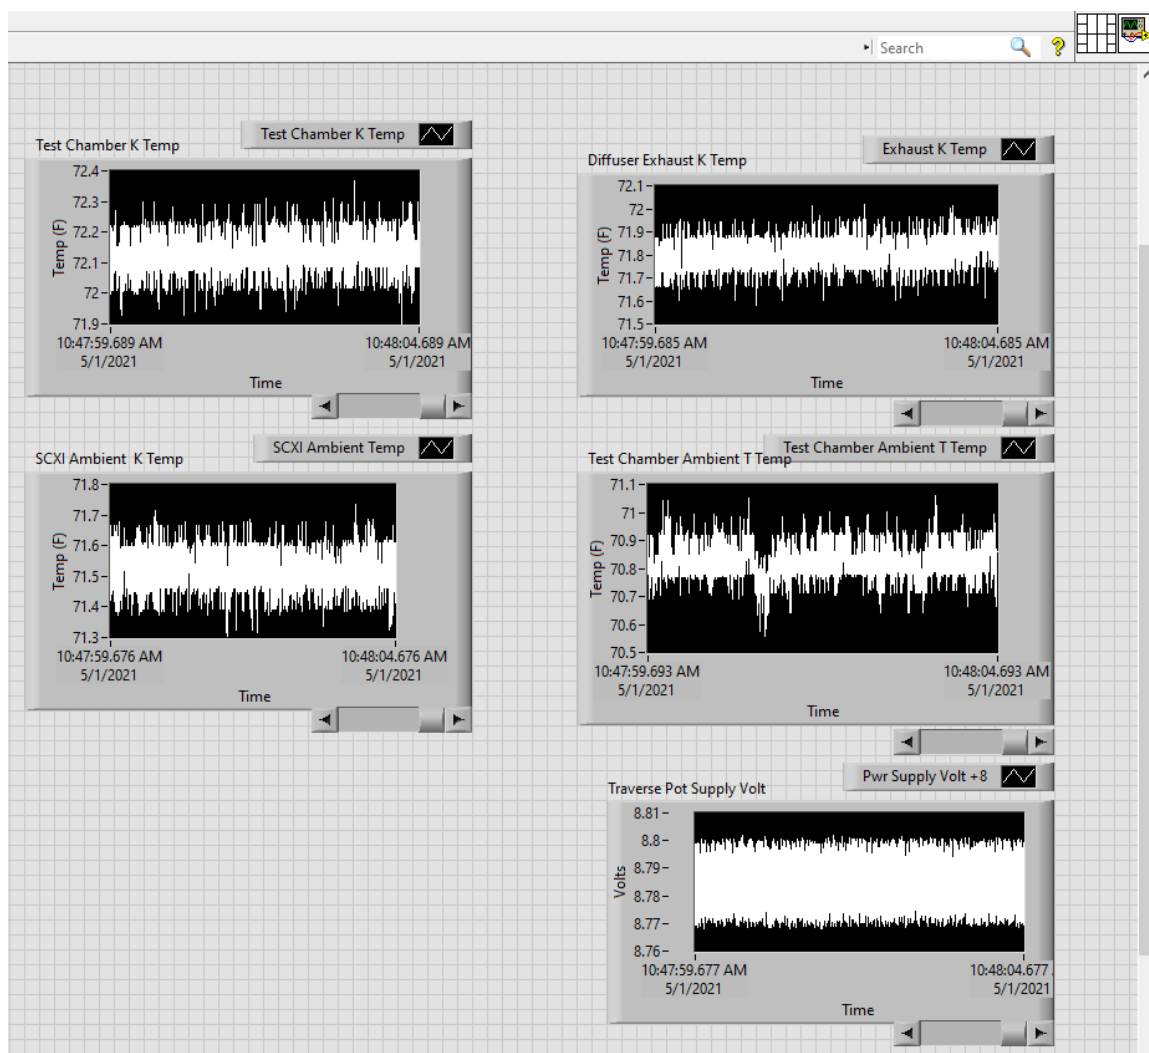 Search
?
Test Chamber K Temp
Test Chamber K Temp
72.4
72.3
72.2
72.1
72
71.9
Temp (F)
10:47:59.689 AM
5/1/2021
10:48:04.689 AM
5/1/2021
Time
Exhaust K Temp
Diffuser Exhaust K Temp
72.1
72
71.9
71.8
71.7
71.6
71.5
Temp (F)
10:47:59.685 AM
5/1/2021
10:48:04.685 AM
5/1/2021
Time
SCXI Ambient Temp
SCXI Ambient K Temp
71.8
71.7
71.6
71.5
71.4
71.3
Temp (F)
10:47:59.676 AM
5/1/2021
10:48:04.676 AM
5/1/2021
Time
Test Chamber Ambient T Temp
Test Chamber Ambient T Temp
71.1
71
70.9
70.8
70.7
70.6
70.5
Temp (F)
10:47:59.693 AM
5/1/2021
10:48:04.693 AM
5/1/2021
Time
Pwr Supply Volt +8
Traverse Pot Supply Volt
8.81
8.8
8.79
8.78
8.77
8.76
Volts
10:47:59.677 AM
5/1/2021
10:48:04.677
5/1/2021
Time